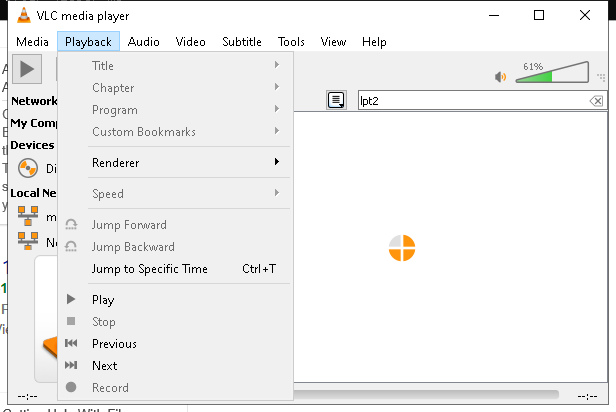 VLC media player
Media Playback Audio Video Subtitle Tools View Help
61%
Title
Chapter
Program
Custom Bookmarks
Renderer
Speed
Jump Forward
Jump Backward
Jump to Specific Time Ctrl+T
Play
Stop
Previous
Next
Record
lpt2
Network
My Comp
Devices
Di
Local Ne
m
--:-- --:--